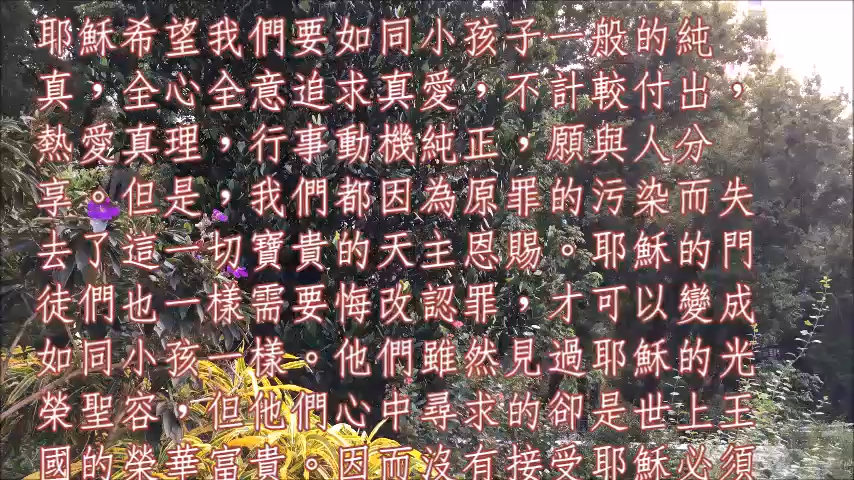 耶穌希望我們要如同小孩子一般的純
真，全心全意追求真愛，不計較付出，
熱愛真理，行事動機純正，願與人分
享。但是，我們都因為原罪的污染而失
去了這一切寶貴的天主恩賜。耶穌的門
徒們也一樣需要悔改認罪，才可以變成
如同小孩一樣。他們雖然見過耶穌的光
榮聖容，但他們心中尋求的卻是世上王
國的榮華富貴。因而沒有接受耶穌必須